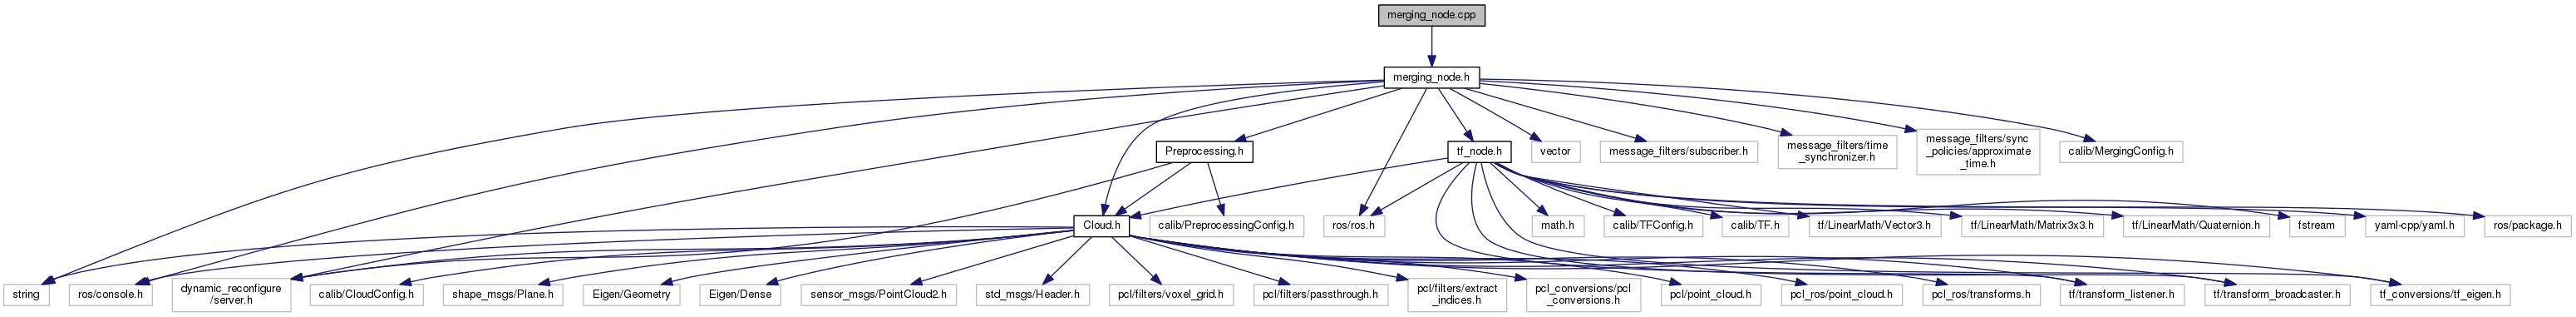 merging_node.cpp
merging_node.h
Preprocessing.h
tf_node.h
vector
message_filters/subscriber.h
message_filters/time
_synchronizer.h
message_filters/sync
_policies/approximate
_time.h
calib/MergingConfig.h
Cloud.h
calib/PreprocessingConfig.h
ros/ros.h
math.h
calib/TFConfig.h
calib/TF.h
tf/LinearMath/Vector3.h
tf/LinearMath/Matrix3x3.h
tf/LinearMath/Quaternion.h
fstream
yaml-cpp/yaml.h
ros/package.h
string
ros/console.h
dynamic_reconfigure
/server.h
calib/CloudConfig.h
shape_msgs/Plane.h
Eigen/Geometry
Eigen/Dense
sensor_msgs/PointCloud2.h
std_msgs/Header.h
pcl/filters/voxel_grid.h
pcl/filters/passthrough.h
pcl/filters/extract
_indices.h
pcl_conversions/pcl
_conversions.h
pcl/point_cloud.h
pcl_ros/point_cloud.h
pcl_ros/transforms.h
tf/transform_listener.h
tf/transform_broadcaster.h
tf_conversions/tf_eigen.h